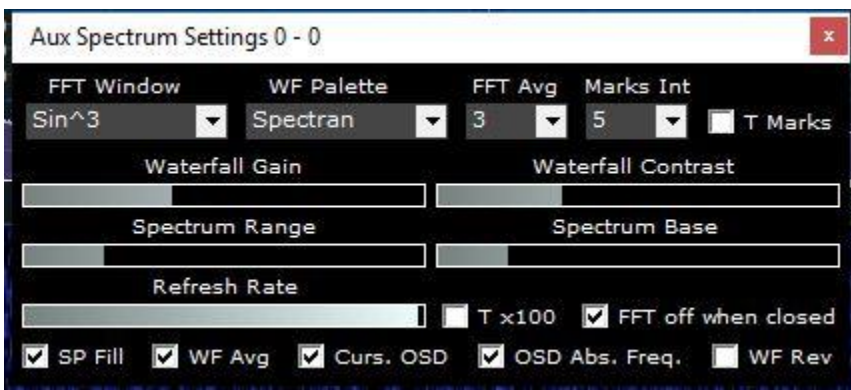 Aux Spectrum Settings 0 - 0 x
FFT Window WF Palette FFT Avg Marks Int
Sin^3 Spectran 3 5 T Marks
Waterfall Gain Waterfall Contrast
Spectrum Range Spectrum Base
Refresh Rate
T x100 FFT off when closed
SP Fill WF Avg Curs. OSD OSD Abs. Freq. WF Rev